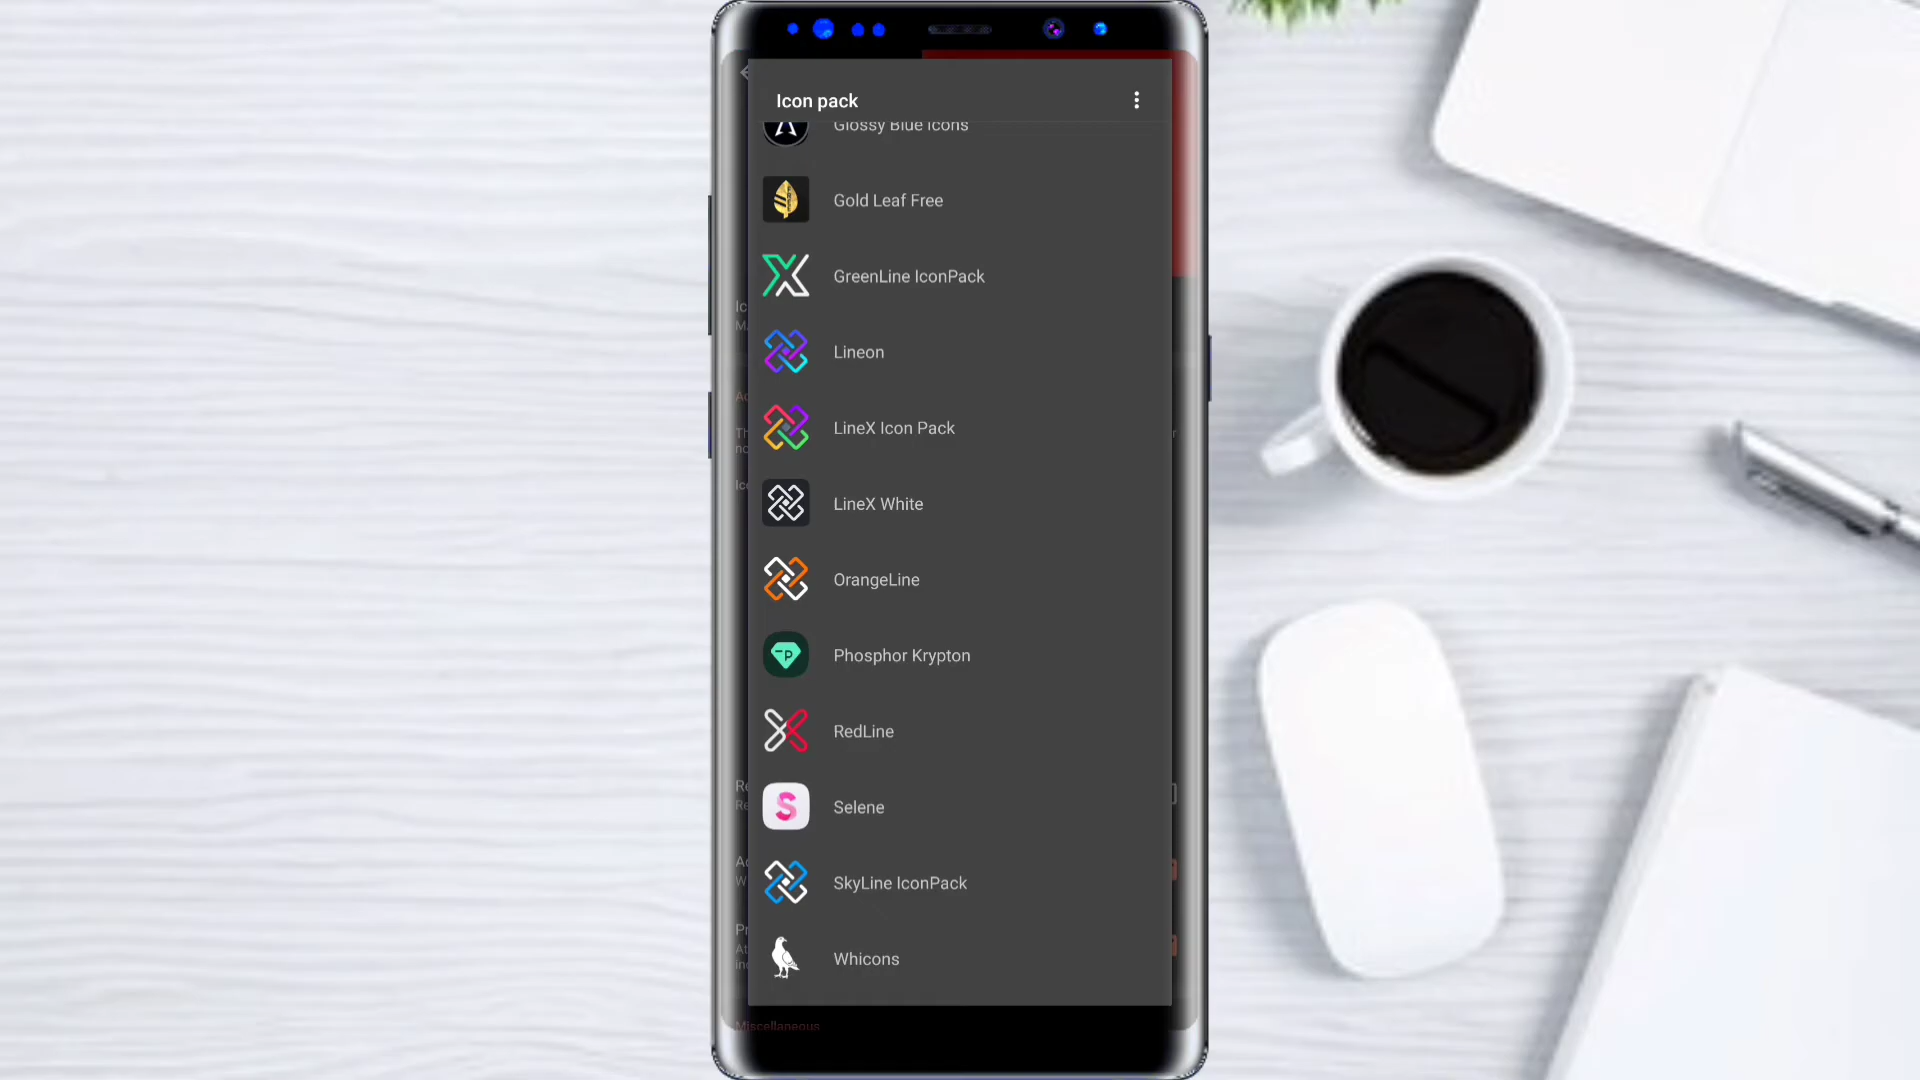 Icon pack
Glossy Blue Icons
Gold Leaf Free
GreenLine IconPack
Lineon
LineX Icon Pack
LineX White
OrangeLine
Phosphor Krypton
RedLine
Selene
SkyLine IconPack
Whicons
Miscellaneous